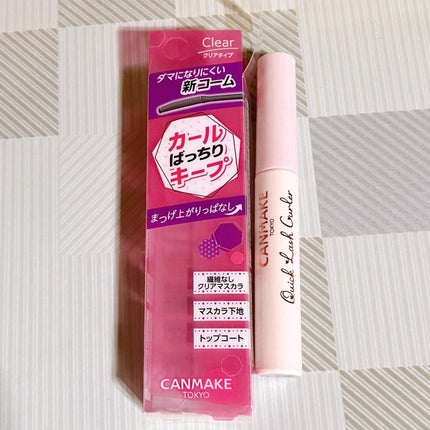 Clear
クリアタイプ
ダマになりにくい
新コーム
カール
ばっちり
キープ
まつげ上がりっぱなし
繊維なし
クリアマスカラ
マスカラ下地
トップコート
CANMAKE
TOKYO
CANMAKE
TOKYO
Quick Lash Curler